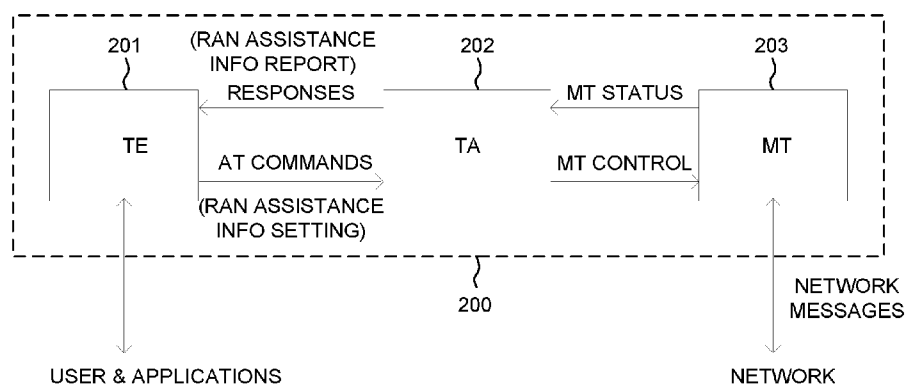 201
(RAN ASSISTANCE
INFO REPORT)
RESPONSES
202
203
MT STATUS
TE
TA
MT
AT COMMANDS
MT CONTROL
(RAN ASSISTANCE
INFO SETTING)
200
NETWORK
MESSAGES
USER & APPLICATIONS
NETWORK